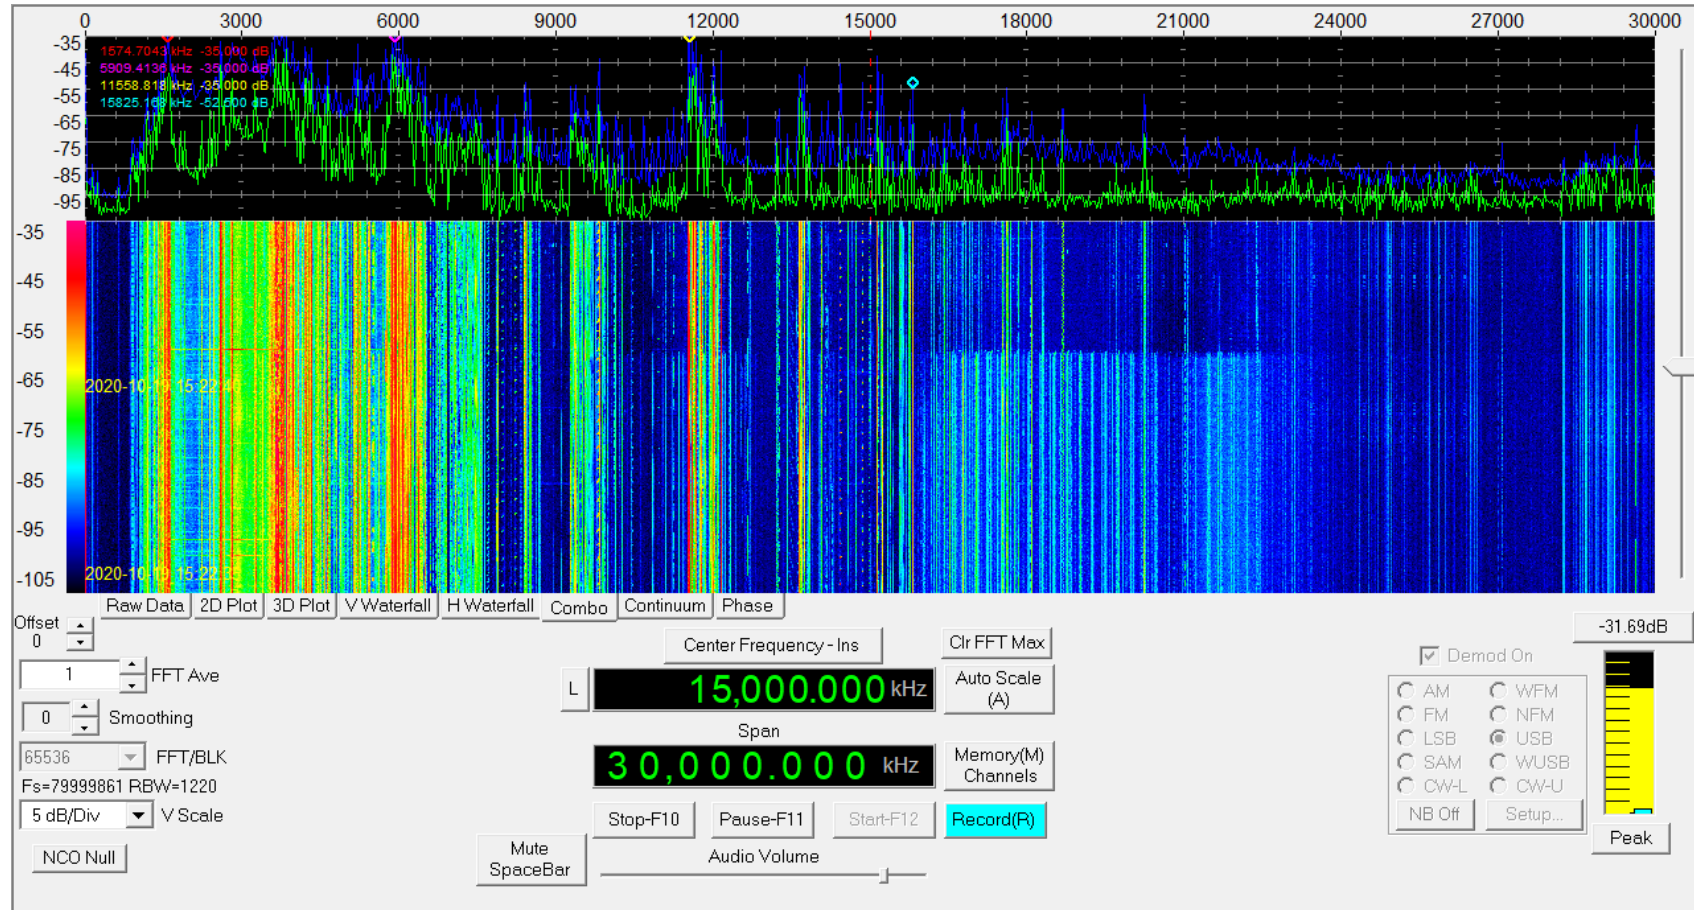 0 3000 6000 9000 12000 15000 18000 21000 24000 27000 30000
-35
-45
-55
-65
-75
-85
-95
1574.7043 kHz -35.000 dB
5909.4136 kHz -35.000 dB
11558.818 kHz -35.000 dB
15825.168 kHz -52.500 dB
-35
-45
-55
-65
-75
-85
-95
-105
15:22:40
Raw Data 2D Plot 3D Plot V Waterfall H Waterfall Combo Continuum Phase
Offset
0
1 FFT Ave
0 Smoothing
65536 FFT/BLK
Fs=79999861 RBW=1220
5 dB/Div V Scale
NCO Null
Center Frequency - Ins
L 15,000.000 kHz
Span
30,000.000 kHz
Clr FFT Max
Auto Scale
(A)
Memory(M)
Channels
Stop-F10 Pause-F11 Start-F12 Record(R)
Mute
SpaceBar
Audio Volume
-31.69dB
Demod On
AM WFM
FM NFM
LSB USB
SAM WUSB
CW-L CW-U
NB Off Setup...
Peak